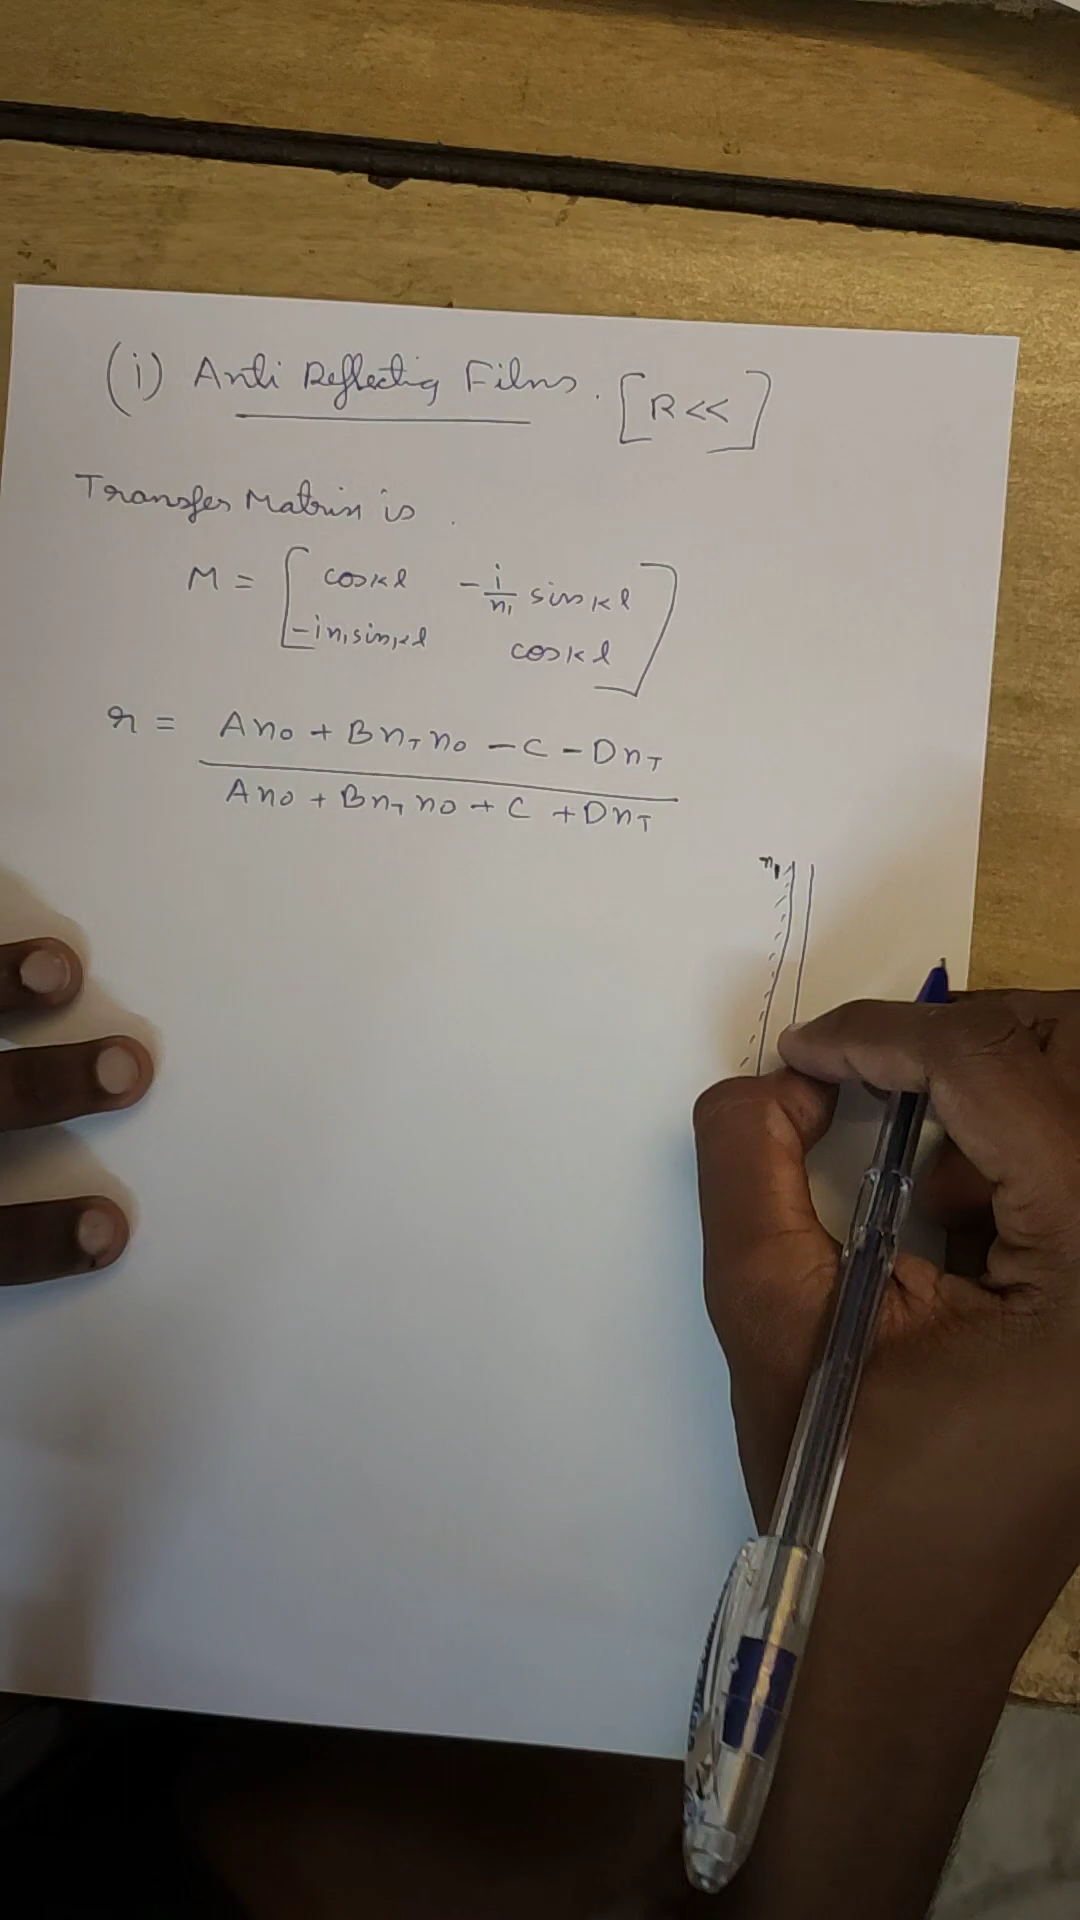 (i) Anti Reflecting Films. [R<<]
Transfer Matrix is.
M = [ cos kl   -i/n₁ sin kl
-in₁ sin kl   cos kl ]
r = An₀ + Bn_T n₀ - C - Dn_T
An₀ + Bn_T n₀ + C + Dn_T
n₁